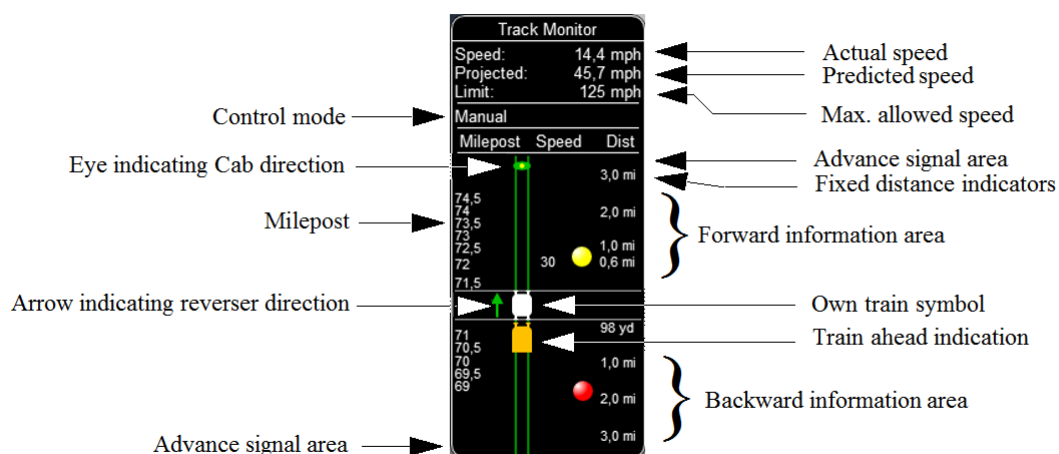 Track Monitor
Speed: 14,4 mph
Actual speed
Projected: 45,7 mph
Predicted speed
Limit: 125 mph
Max. allowed speed
Control mode
Manual
Milepost Speed Dist
Eye indicating Cab direction
Advance signal area
3,0 mi
Fixed distance indicators
Milepost
74,5
74
73,5
73
72,5
72
71,5
2,0 mi
1,0 mi
30 0,6 mi
Forward information area
Arrow indicating reverser direction
Own train symbol
98 yd
Train ahead indication
71
70,5
70
69,5
69
1,0 mi
2,0 mi
3,0 mi
Backward information area
Advance signal area